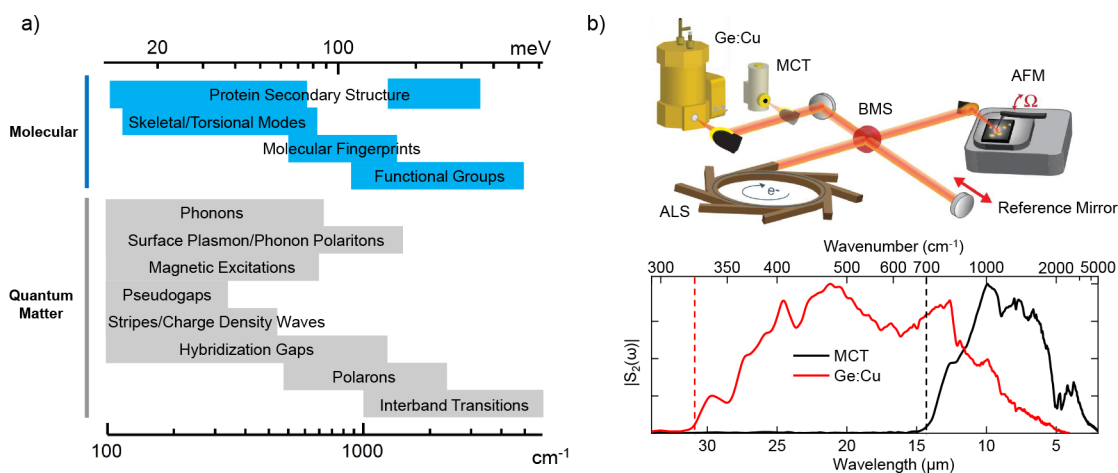 a)
20 100 meV
Molecular
Protein Secondary Structure
Skeletal/Torsional Modes
Molecular Fingerprints
Functional Groups
Quantum
Matter
Phonons
Surface Plasmon/Phonon Polaritons
Magnetic Excitations
Pseudogaps
Stripes/Charge Density Waves
Hybridization Gaps
Polarons
Interband Transitions
100 1000 cm⁻¹
b)
Ge:Cu
MCT
BMS
AFM
Ω
e-
ALS
Reference Mirror
Wavenumber (cm⁻¹)
300 350 400 500 600 700 1000 2000 5000
|S₂(ω)|
MCT
Ge:Cu
30 25 20 15 10 5
Wavelength (μm)